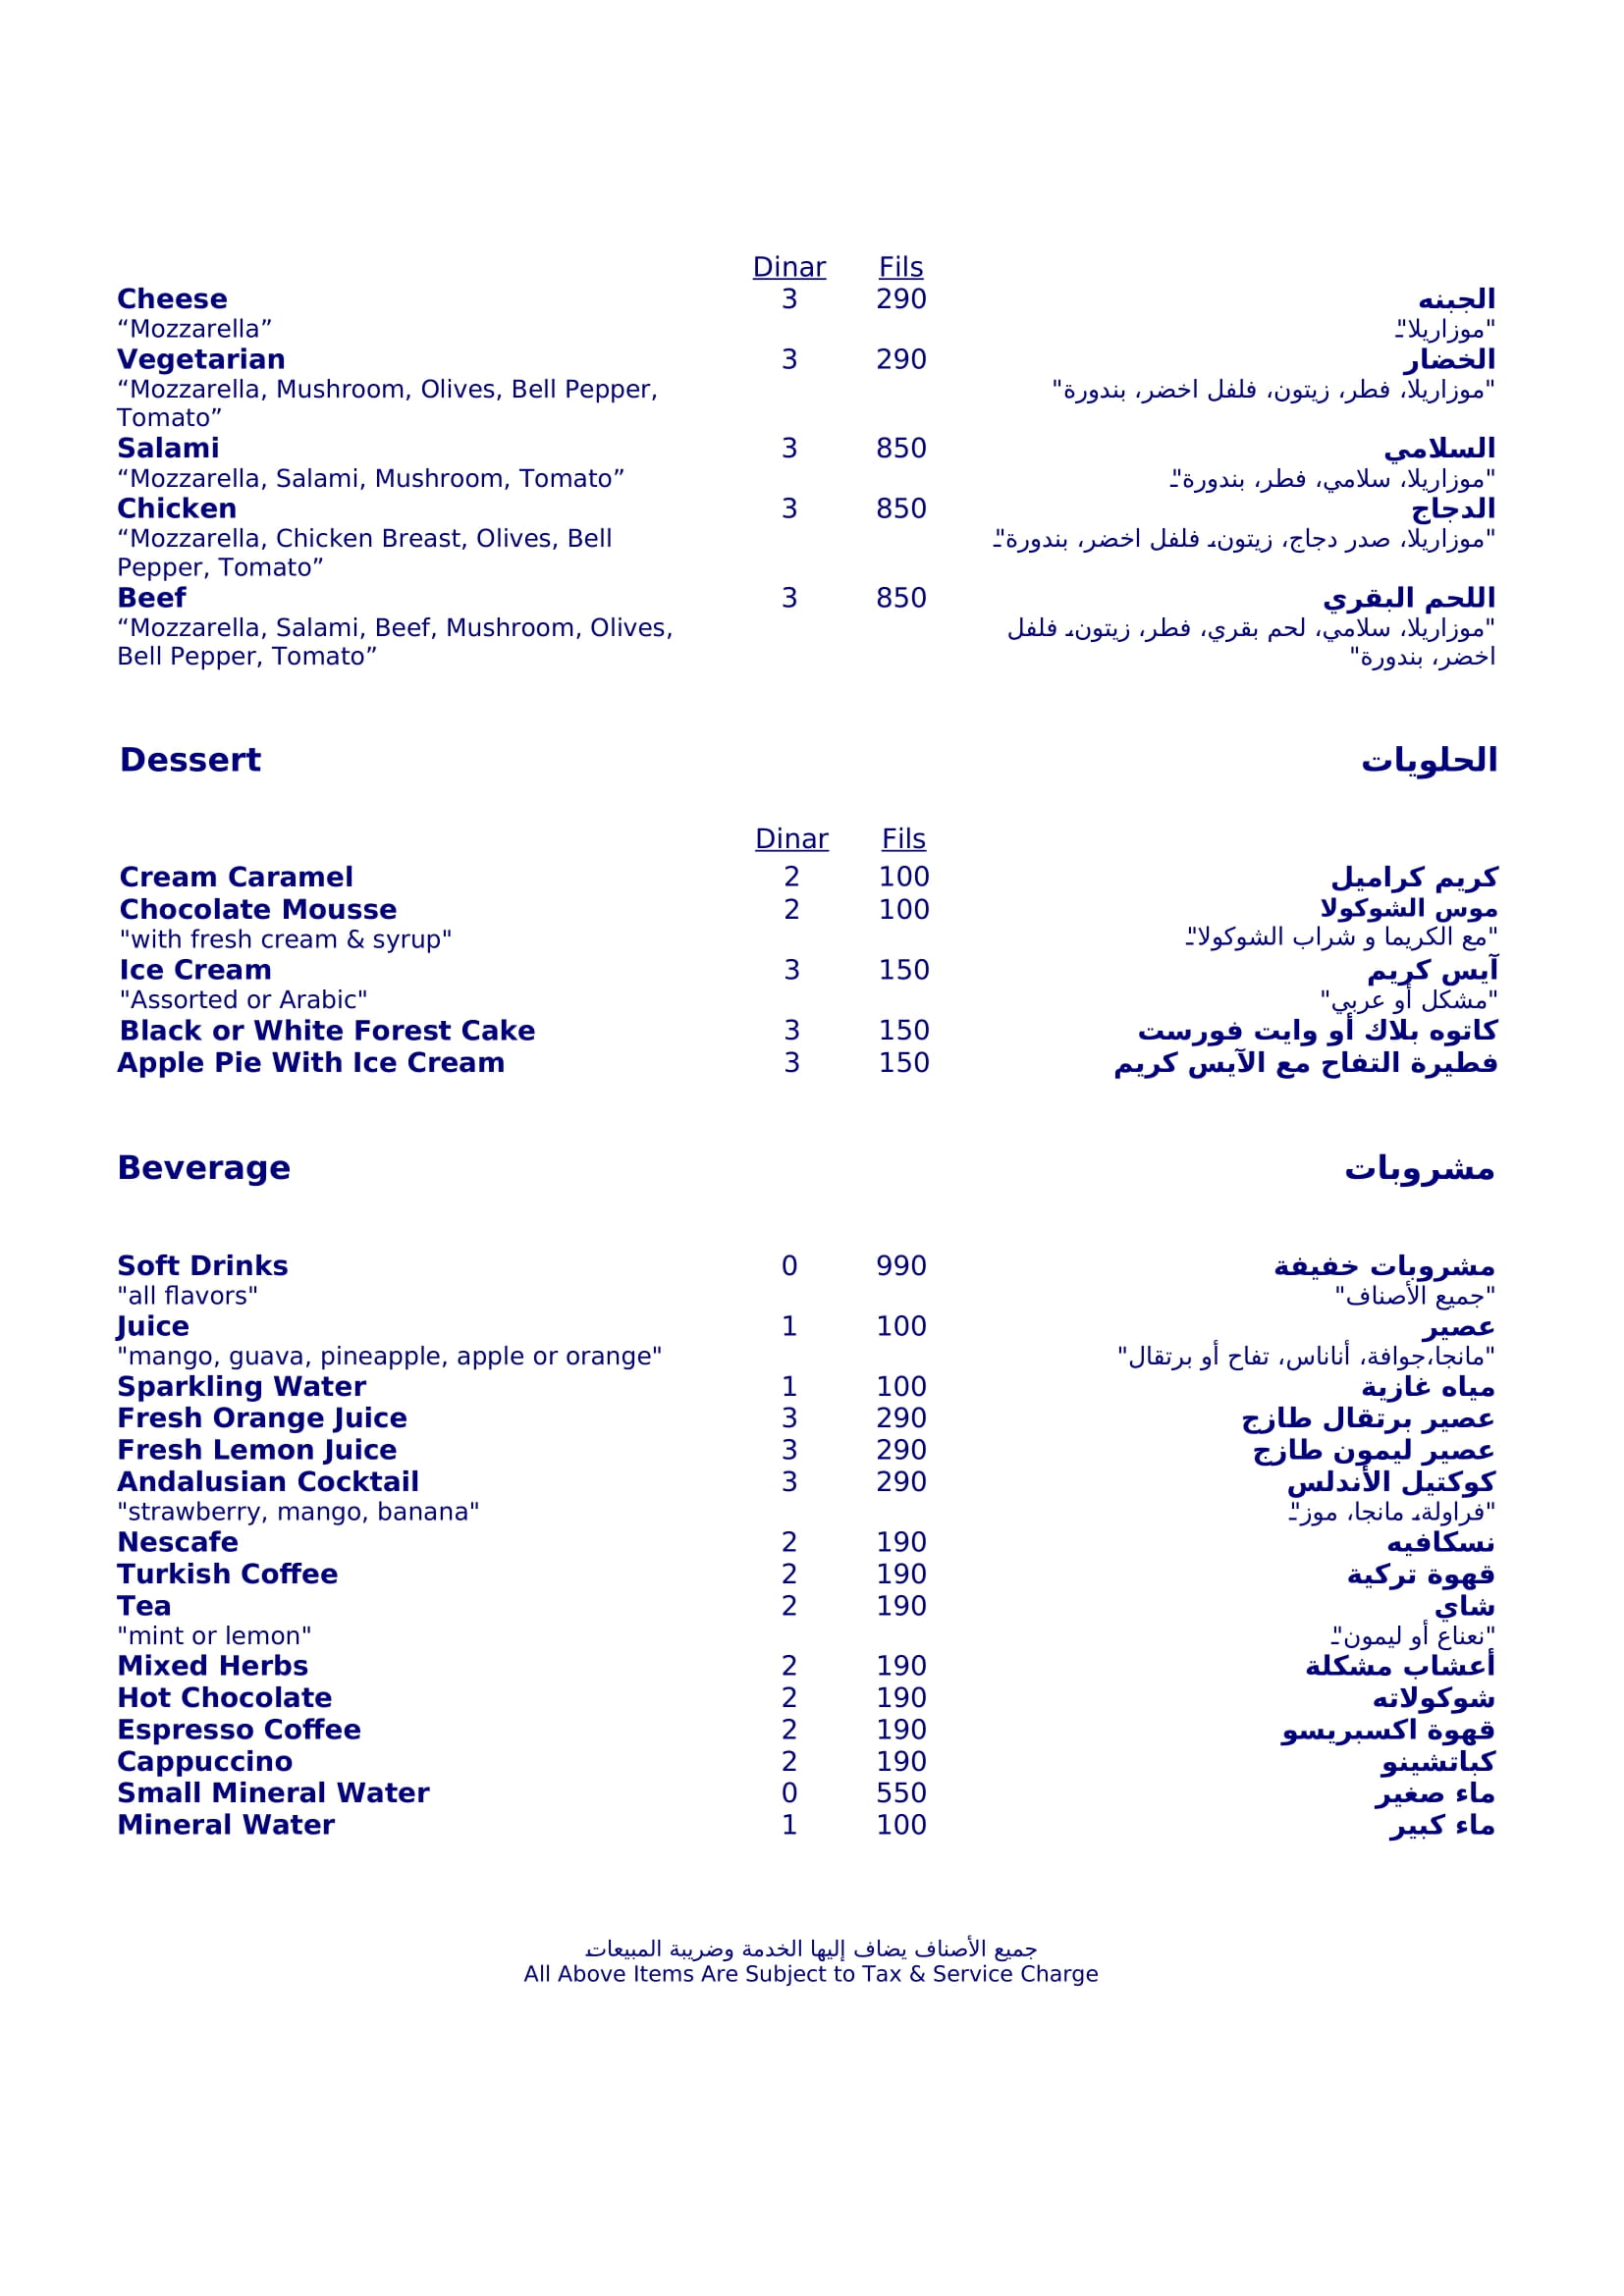 Dinar Fils
Cheese 3 290 الجبنه
“Mozzarella” "موزاريلا"
Vegetarian 3 290 الخضار
“Mozzarella, Mushroom, Olives, Bell Pepper, "موزاريلا، فطر، زيتون، فلفل اخضر، بندورة"
Tomato”
Salami 3 850 السلامي
“Mozzarella, Salami, Mushroom, Tomato” "موزاريلا، سلامي، فطر، بندورة"
Chicken 3 850 الدجاج
“Mozzarella, Chicken Breast, Olives, Bell "موزاريلا، صدر دجاج، زيتون، فلفل اخضر، بندورة"
Pepper, Tomato”
Beef 3 850 اللحم البقري
“Mozzarella, Salami, Beef, Mushroom, Olives, "موزاريلا، سلامي، لحم بقري، فطر، زيتون، فلفل
Bell Pepper, Tomato” اخضر، بندورة"
Dessert الحلويات
Dinar Fils
Cream Caramel 2 100 كريم كراميل
Chocolate Mousse 2 100 موس الشوكولا
"with fresh cream & syrup" "مع الكريما و شراب الشوكولا"
Ice Cream 3 150 آيس كريم
"Assorted or Arabic" "مشكل أو عربي"
Black or White Forest Cake 3 150 كاتوه بلاك أو وايت فورست
Apple Pie With Ice Cream 3 150 فطيرة التفاح مع الآيس كريم
Beverage مشروبات
Soft Drinks 0 990 مشروبات خفيفة
"all flavors" "جميع الأصناف"
Juice 1 100 عصير
"mango, guava, pineapple, apple or orange" "مانجا،جوافة، أناناس، تفاح أو برتقال"
Sparkling Water 1 100 مياه غازية
Fresh Orange Juice 3 290 عصير برتقال طازج
Fresh Lemon Juice 3 290 عصير ليمون طازج
Andalusian Cocktail 3 290 كوكتيل الأندلس
"strawberry, mango, banana" "فراولة، مانجا، موز"
Nescafe 2 190 نسكافيه
Turkish Coffee 2 190 قهوة تركية
Tea 2 190 شاي
"mint or lemon" "نعناع أو ليمون"
Mixed Herbs 2 190 أعشاب مشكلة
Hot Chocolate 2 190 شوكولاته
Espresso Coffee 2 190 قهوة اكسبريسو
Cappuccino 2 190 كباتشينو
Small Mineral Water 0 550 ماء صغير
Mineral Water 1 100 ماء كبير
جميع الأصناف يضاف إليها الخدمة وضريبة المبيعات
All Above Items Are Subject to Tax & Service Charge